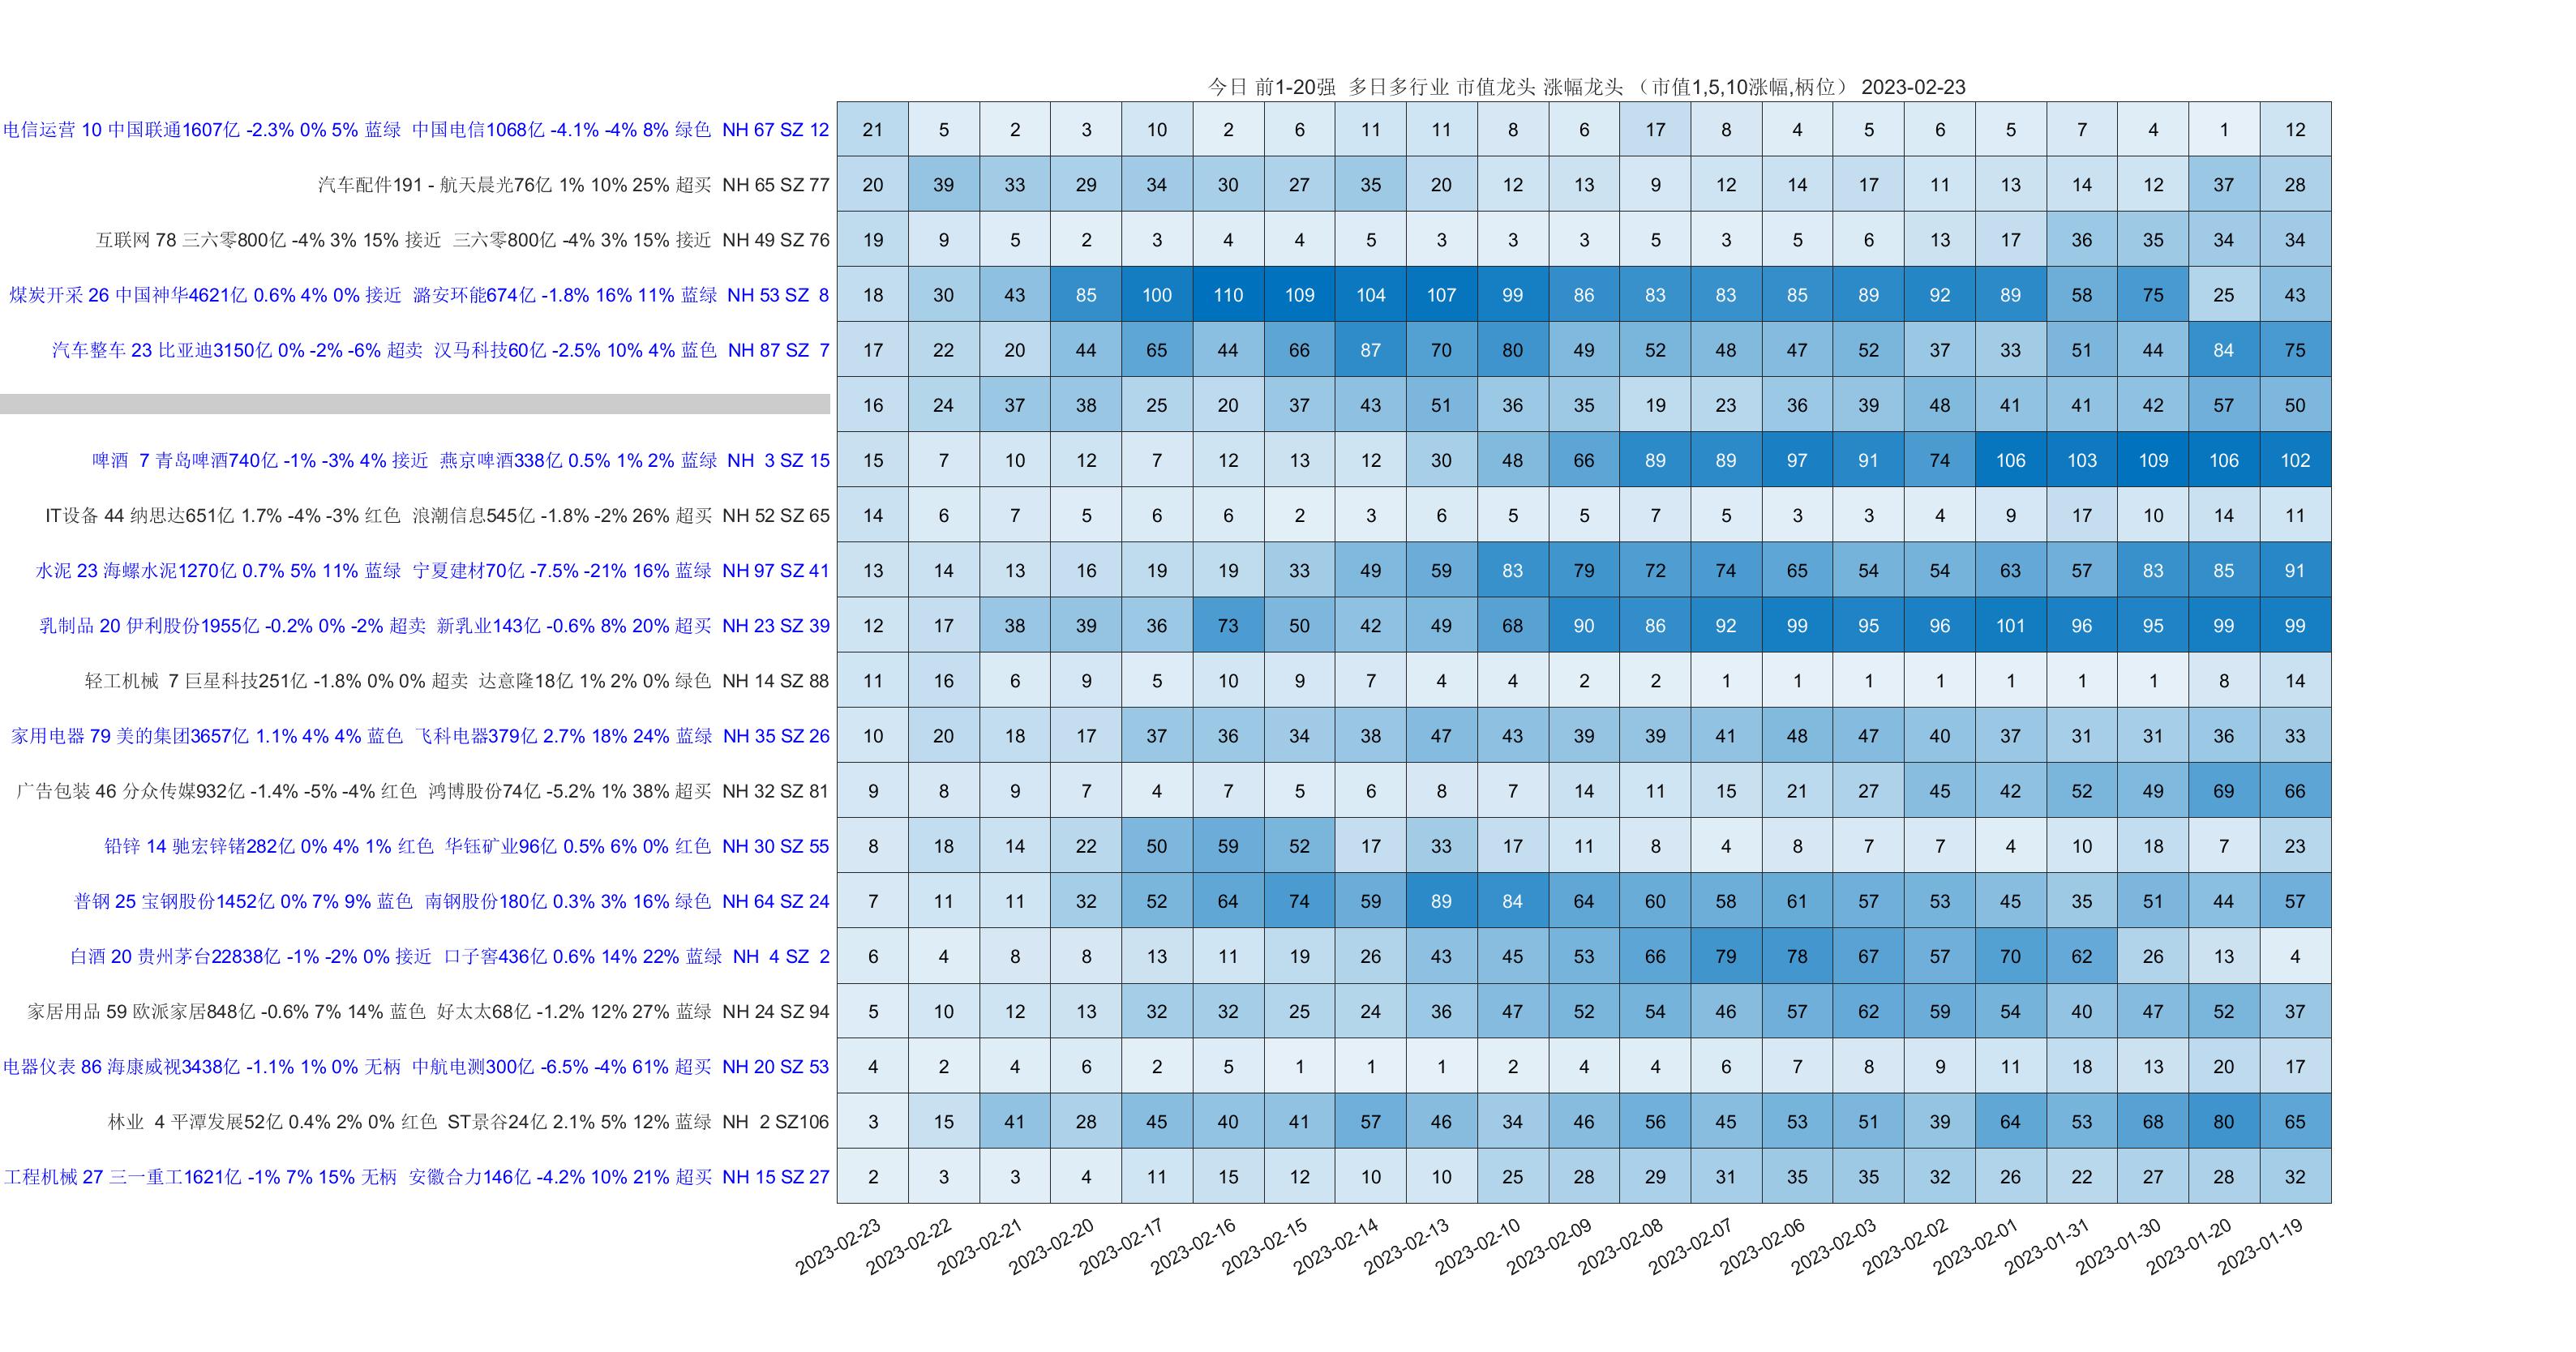 今日 前1-20强 多日多行业 市值龙头 涨幅龙头 （市值1,5,10涨幅,柄位） 2023-02-23
电信运营 10 中国联通1607亿 -2.3% 0% 5% 蓝绿 中国电信1068亿 -4.1% -4% 8% 绿色 NH 67 SZ 12 21 5 2 3 10 2 6 11 11 8 6 17 8 4 5 6 5 7 4 1 12
汽车配件191 - 航天晨光76亿 1% 10% 25% 超买 NH 65 SZ 77 20 39 33 29 34 30 27 35 20 12 13 9 12 14 17 11 13 14 12 37 28
互联网 78 三六零800亿 -4% 3% 15% 接近 三六零800亿 -4% 3% 15% 接近 NH 49 SZ 76 19 9 5 2 3 4 4 5 3 3 3 5 3 5 6 13 17 36 35 34 34
煤炭开采 26 中国神华4621亿 0.6% 4% 0% 接近 潞安环能674亿 -1.8% 16% 11% 蓝绿 NH 53 SZ 8 18 30 43 85 100 110 109 104 107 99 86 83 83 85 89 92 89 58 75 25 43
汽车整车 23 比亚迪3150亿 0% -2% -6% 超卖 汉马科技60亿 -2.5% 10% 4% 蓝色 NH 87 SZ 7 17 22 20 44 65 44 66 87 70 80 49 52 48 47 52 37 33 51 44 84 75
16 24 37 38 25 20 37 43 51 36 35 19 23 36 39 48 41 41 42 57 50
啤酒 7 青岛啤酒740亿 -1% -3% 4% 接近 燕京啤酒338亿 0.5% 1% 2% 蓝绿 NH 3 SZ 15 15 7 10 12 7 12 13 12 30 48 66 89 89 97 91 74 106 103 109 106 102
IT设备 44 纳思达651亿 1.7% -4% -3% 红色 浪潮信息545亿 -1.8% -2% 26% 超买 NH 52 SZ 65 14 6 7 5 6 6 2 3 6 5 5 7 5 3 3 4 9 17 10 14 11
水泥 23 海螺水泥1270亿 0.7% 5% 11% 蓝绿 宁夏建材70亿 -7.5% -21% 16% 蓝绿 NH 97 SZ 41 13 14 13 16 19 19 33 49 59 83 79 72 74 65 54 54 63 57 83 85 91
乳制品 20 伊利股份1955亿 -0.2% 0% -2% 超卖 新乳业143亿 -0.6% 8% 20% 超买 NH 23 SZ 39 12 17 38 39 36 73 50 42 49 68 90 86 92 99 95 96 101 96 95 99 99
轻工机械 7 巨星科技251亿 -1.8% 0% 0% 超卖 达意隆18亿 1% 2% 0% 绿色 NH 14 SZ 88 11 16 6 9 5 10 9 7 4 4 2 2 1 1 1 1 1 1 1 8 14
家用电器 79 美的集团3657亿 1.1% 4% 4% 蓝色 飞科电器379亿 2.7% 18% 24% 蓝绿 NH 35 SZ 26 10 20 18 17 37 36 34 38 47 43 39 39 41 48 47 40 37 31 31 36 33
广告包装 46 分众传媒932亿 -1.4% -5% -4% 红色 鸿博股份74亿 -5.2% 1% 38% 超买 NH 32 SZ 81 9 8 9 7 4 7 5 6 8 7 14 11 15 21 27 45 42 52 49 69 66
铅锌 14 驰宏锌锗282亿 0% 4% 1% 红色 华钰矿业96亿 0.5% 6% 0% 红色 NH 30 SZ 55 8 18 14 22 50 59 52 17 33 17 11 8 4 8 7 7 4 10 18 7 23
普钢 25 宝钢股份1452亿 0% 7% 9% 蓝色 南钢股份180亿 0.3% 3% 16% 绿色 NH 64 SZ 24 7 11 11 32 52 64 74 59 89 84 64 60 58 61 57 53 45 35 51 44 57
白酒 20 贵州茅台22838亿 -1% -2% 0% 接近 口子窖436亿 0.6% 14% 22% 蓝绿 NH 4 SZ 2 6 4 8 8 13 11 19 26 43 45 53 66 79 78 67 57 70 62 26 13 4
家居用品 59 欧派家居848亿 -0.6% 7% 14% 蓝色 好太太68亿 -1.2% 12% 27% 蓝绿 NH 24 SZ 94 5 10 12 13 32 32 25 24 36 47 52 54 46 57 62 59 54 40 47 52 37
电器仪表 86 海康威视3438亿 -1.1% 1% 0% 无柄 中航电测300亿 -6.5% -4% 61% 超买 NH 20 SZ 53 4 2 4 6 2 5 1 1 1 2 4 4 6 7 8 9 11 18 13 20 17
林业 4 平潭发展52亿 0.4% 2% 0% 红色 ST景谷24亿 2.1% 5% 12% 蓝绿 NH 2 SZ106 3 15 41 28 45 40 41 57 46 34 46 56 45 53 51 39 64 53 68 80 65
工程机械 27 三一重工1621亿 -1% 7% 15% 无柄 安徽合力146亿 -4.2% 10% 21% 超买 NH 15 SZ 27 2 3 3 4 11 15 12 10 10 25 28 29 31 35 35 32 26 22 27 28 32
2023-02-23 2023-02-22 2023-02-21 2023-02-20 2023-02-17 2023-02-16 2023-02-15 2023-02-14 2023-02-13 2023-02-10 2023-02-09 2023-02-08 2023-02-07 2023-02-06 2023-02-03 2023-02-02 2023-02-01 2023-01-31 2023-01-30 2023-01-20 2023-01-19